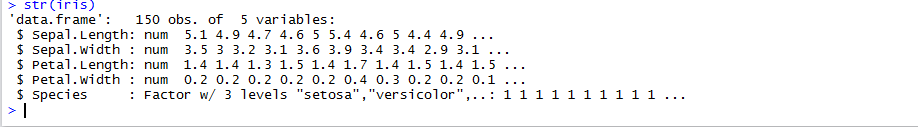 > str(iris)
'data.frame':   150 obs. of  5 variables:
 $ Sepal.Length: num  5.1 4.9 4.7 4.6 5 5.4 4.6 5 4.4 4.9 ...
 $ Sepal.Width : num  3.5 3 3.2 3.1 3.6 3.9 3.4 3.4 2.9 3.1 ...
 $ Petal.Length: num  1.4 1.4 1.3 1.5 1.4 1.7 1.4 1.5 1.4 1.5 ...
 $ Petal.Width : num  0.2 0.2 0.2 0.2 0.2 0.4 0.3 0.2 0.2 0.1 ...
 $ Species     : Factor w/ 3 levels "setosa","versicolor",..: 1 1 1 1 1 1 1 1 1 1 ...
>